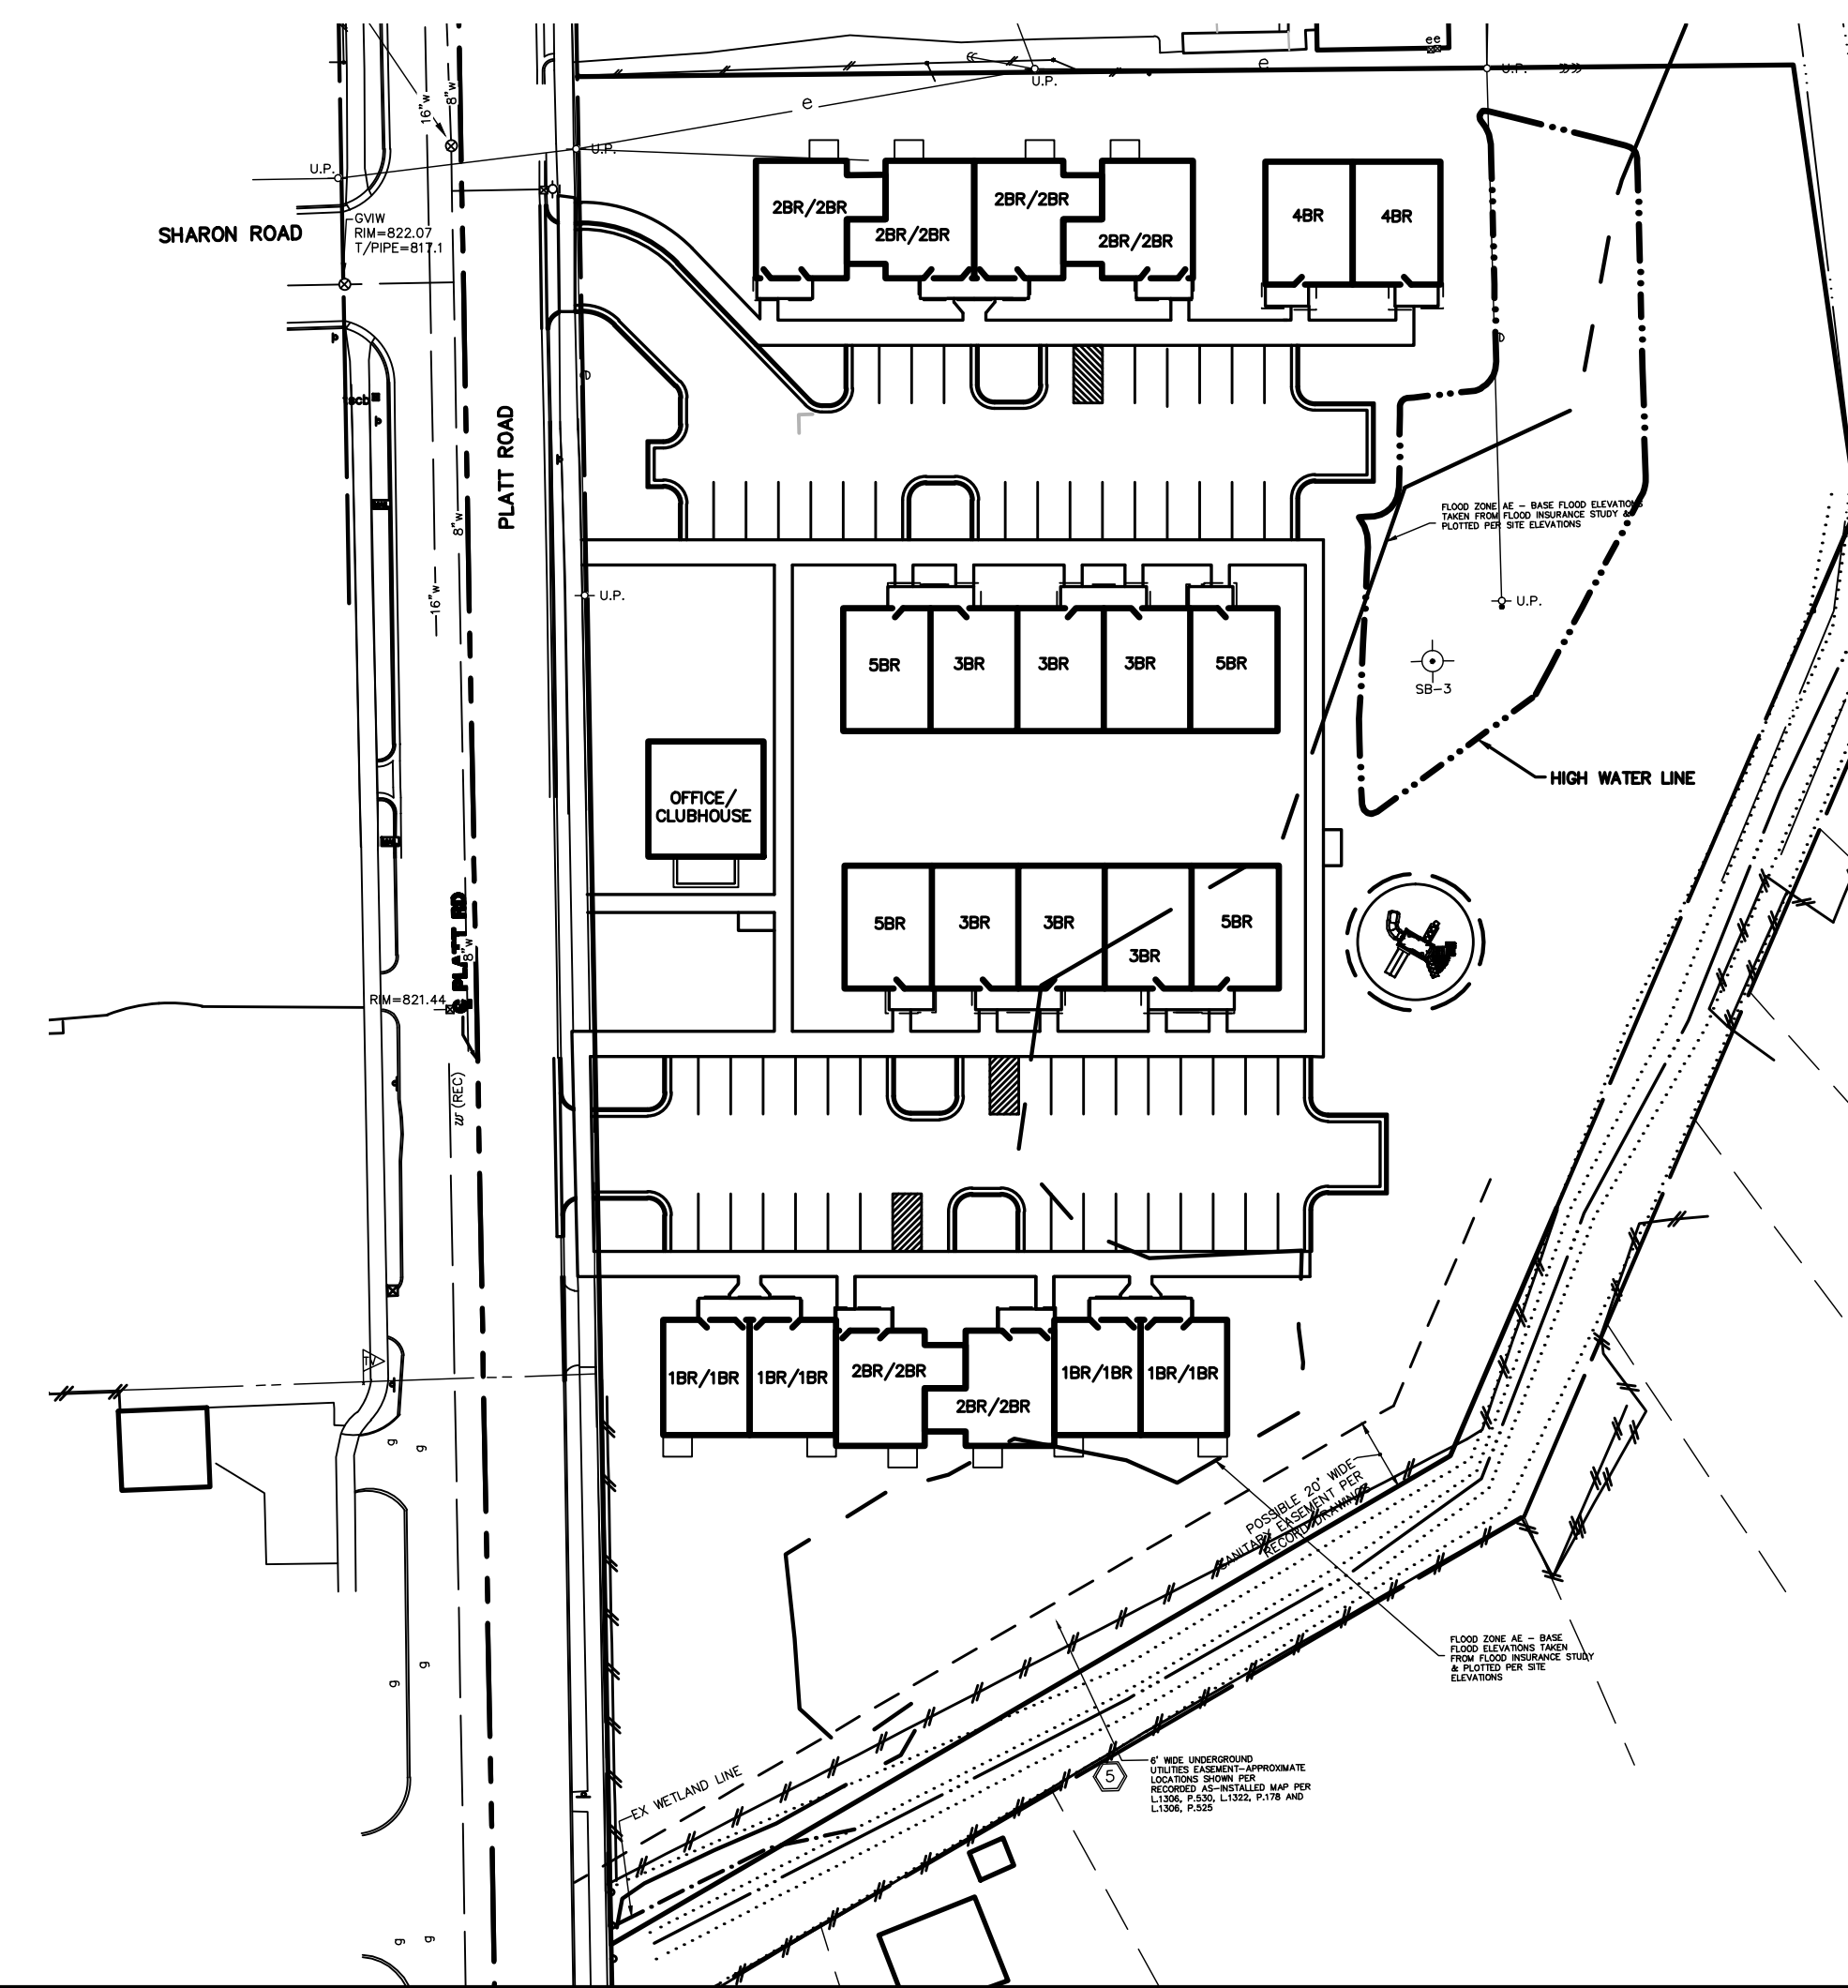 ee
e
U.P.
U.P.
e
16"w
8"w
U.P.
U.P.
SHARON ROAD
GVIW
RIM=822.07
T/PIPE=817.1
2BR/2BR
2BR/2BR
2BR/2BR
2BR/2BR
4BR
4BR
e
e
PLATT ROAD
8"w
16"w
FLOOD ZONE AE - BASE FLOOD ELEVATIONS
TAKEN FROM FLOOD INSURANCE STUDY &
PLOTTED PER SITE ELEVATIONS
U.P.
U.P.
5BR
3BR
3BR
3BR
5BR
SB-3
HIGH WATER LINE
OFFICE/
CLUBHOUSE
PLATT RD
8"w
5BR
3BR
3BR
3BR
5BR
RIM=821.44
w (REC)
TV
1BR/1BR
1BR/1BR
2BR/2BR
2BR/2BR
1BR/1BR
1BR/1BR
g
g
POSSIBLE 20' WIDE
SANITARY EASEMENT PER
RECORD DRAWINGS
FLOOD ZONE AE - BASE
FLOOD ELEVATIONS TAKEN
FROM FLOOD INSURANCE STUDY
& PLOTTED PER SITE
ELEVATIONS
g
g
5
6' WIDE UNDERGROUND
UTILITIES EASEMENT-APPROXIMATE
LOCATIONS SHOWN PER
RECORDED AS-INSTALLED MAP PER
L.1306, P.530, L.1322, P.178 AND
L.1306, P.525
EX WETLAND LINE
g
g